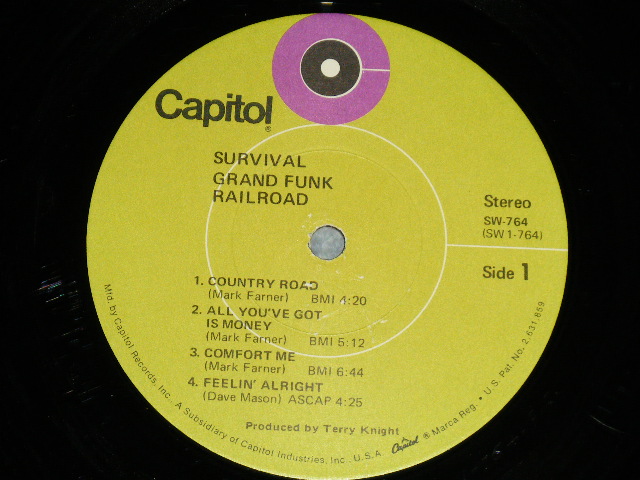 Capitol®
SURVIVAL
GRAND FUNK
RAILROAD
Stereo
SW-764
(SW 1-764)
Side 1
1. COUNTRY ROAD
(Mark Farner) BMI 4:20
2. ALL YOU'VE GOT
IS MONEY
(Mark Farner) BMI 5:12
3. COMFORT ME
(Mark Farner) BMI 6:44
4. FEELIN' ALRIGHT
(Dave Mason) ASCAP 4:25
Produced by Terry Knight
Mfd. by Capitol Records, Inc., A Subsidiary of Capitol Industries, Inc., U.S.A. Capitol ® Marca Reg. • U.S. Pat. No. 2,631,859